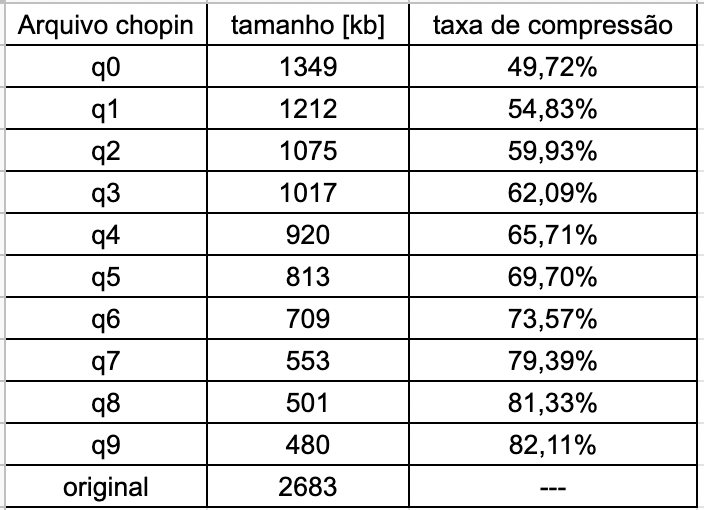 Arquivo chopin tamanho [kb] taxa de compressão
q0 1349 49,72%
q1 1212 54,83%
q2 1075 59,93%
q3 1017 62,09%
q4 920 65,71%
q5 813 69,70%
q6 709 73,57%
q7 553 79,39%
q8 501 81,33%
q9 480 82,11%
original 2683 ---